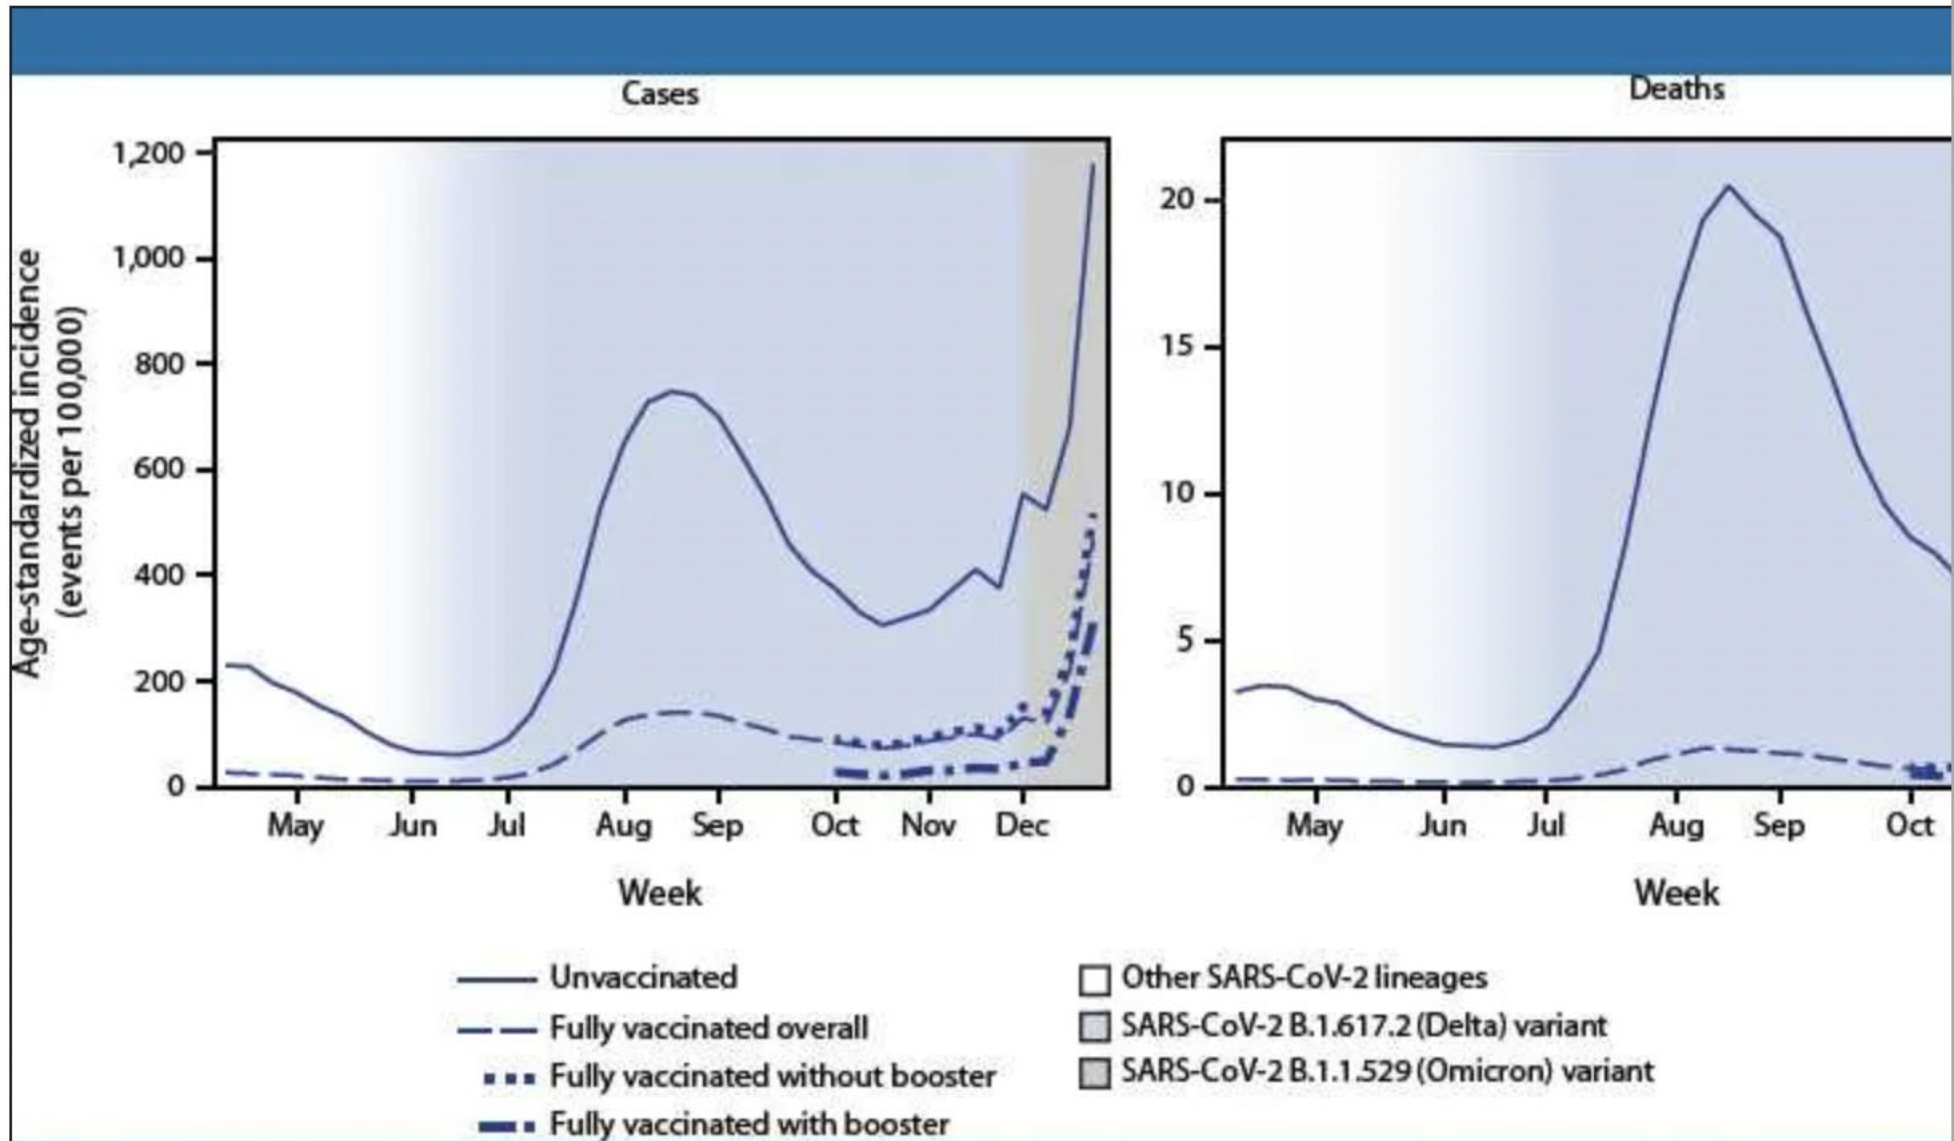 Cases
Deaths
Age-standardized incidence
(events per 100,000)
1,200
1,000
800
600
400
200
0
May Jun Jul Aug Sep Oct Nov Dec
Week
20
15
10
5
0
May Jun Jul Aug Sep Oct
Week
Unvaccinated
Fully vaccinated overall
Fully vaccinated without booster
Fully vaccinated with booster
Other SARS-CoV-2 lineages
SARS-CoV-2 B.1.617.2 (Delta) variant
SARS-CoV-2 B.1.1.529 (Omicron) variant